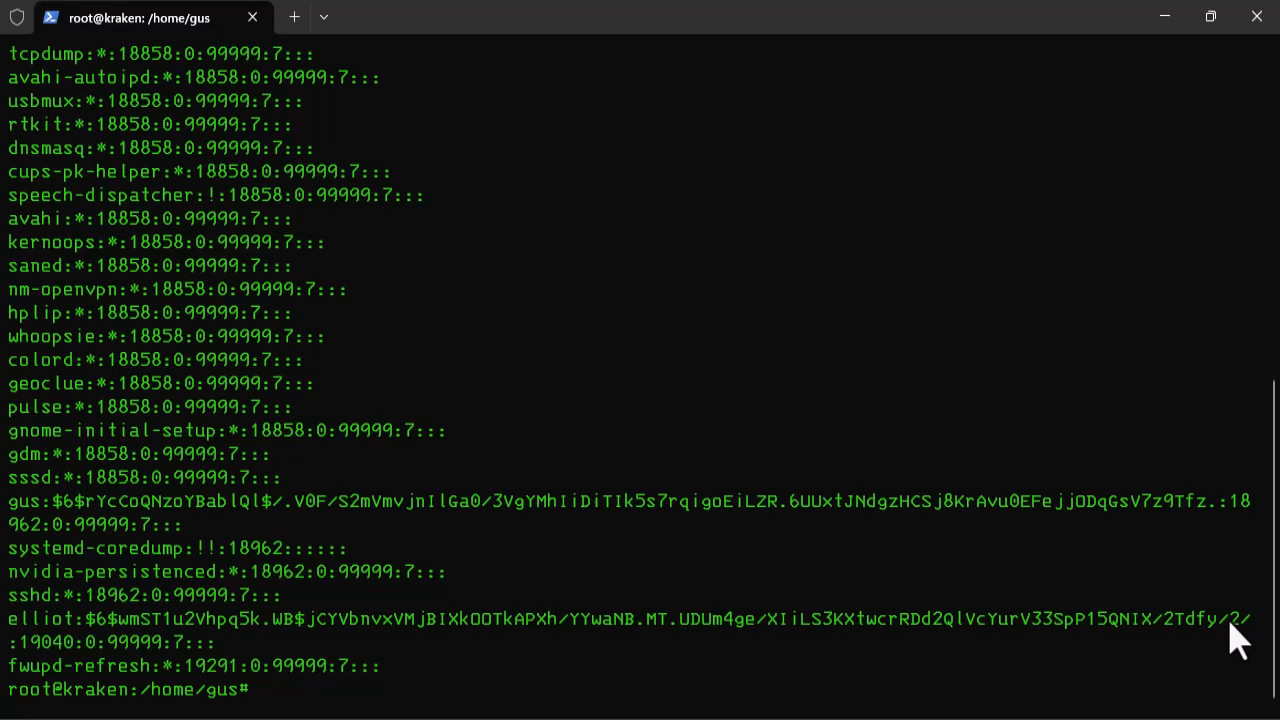 root@kraken: /home/gus
tcpdump:*:18858:0:99999:7:::
avahi-autoipd:*:18858:0:99999:7:::
usbmux:*:18858:0:99999:7:::
rtkit:*:18858:0:99999:7:::
dnsmasq:*:18858:0:99999:7:::
cups-pk-helper:*:18858:0:99999:7:::
speech-dispatcher:!:18858:0:99999:7:::
avahi:*:18858:0:99999:7:::
kernoops:*:18858:0:99999:7:::
saned:*:18858:0:99999:7:::
nm-openvpn:*:18858:0:99999:7:::
hplip:*:18858:0:99999:7:::
whoopsie:*:18858:0:99999:7:::
colord:*:18858:0:99999:7:::
geoclue:*:18858:0:99999:7:::
pulse:*:18858:0:99999:7:::
gnome-initial-setup:*:18858:0:99999:7:::
gdm:*:18858:0:99999:7:::
sssd:*:18858:0:99999:7:::
gus:$6$rYcCoQNzoYBablQl$/.V0F/S2mVmvjnIlGa0/3VgYMhIiDiTIk5s7rqigoEiLZR.6UUxtJNdgzHCSj8KrAvu0EFejjODqGsV7z9Tfz.:18
962:0:99999:7:::
systemd-coredump:!!:18962::::::
nvidia-persistenced:*:18962:0:99999:7:::
sshd:*:18962:0:99999:7:::
elliot:$6$wmST1u2Vhpq5k.WB$jCYVbnvxVMjBIXkOOTkAPXh/YYwaNB.MT.UDUm4ge/XIiLS3KXtwcrRDd2QlVcYurV33SpP15QNIX/2Tdfy/2/
:19040:0:99999:7:::
fwupd-refresh:*:19291:0:99999:7:::
root@kraken:/home/gus#